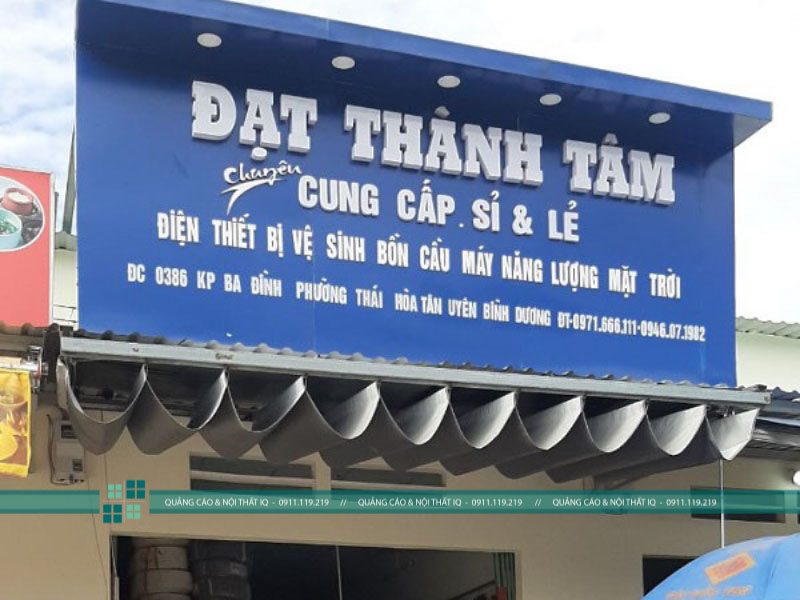 ĐẠT THÀNH TÂM
Chuyên
CUNG CẤP. SỈ & LẺ
ĐIỆN THIẾT BỊ VỆ SINH BỒN CẦU MÁY NĂNG LƯỢNG MẶT TRỜI
ĐC 0386 KP BA ĐÌNH PHƯỜNG THÁI HÒA TÂN UYÊN BÌNH DƯƠNG ĐT-0971.666.111-0946.07.1982
QUẢNG CÁO & NỘI THẤT IQ - 0911.119.219 // QUẢNG CÁO & NỘI THẤT IQ - 0911.119.219 // QUẢNG CÁO & NỘI THẤT IQ - 0911.119.219